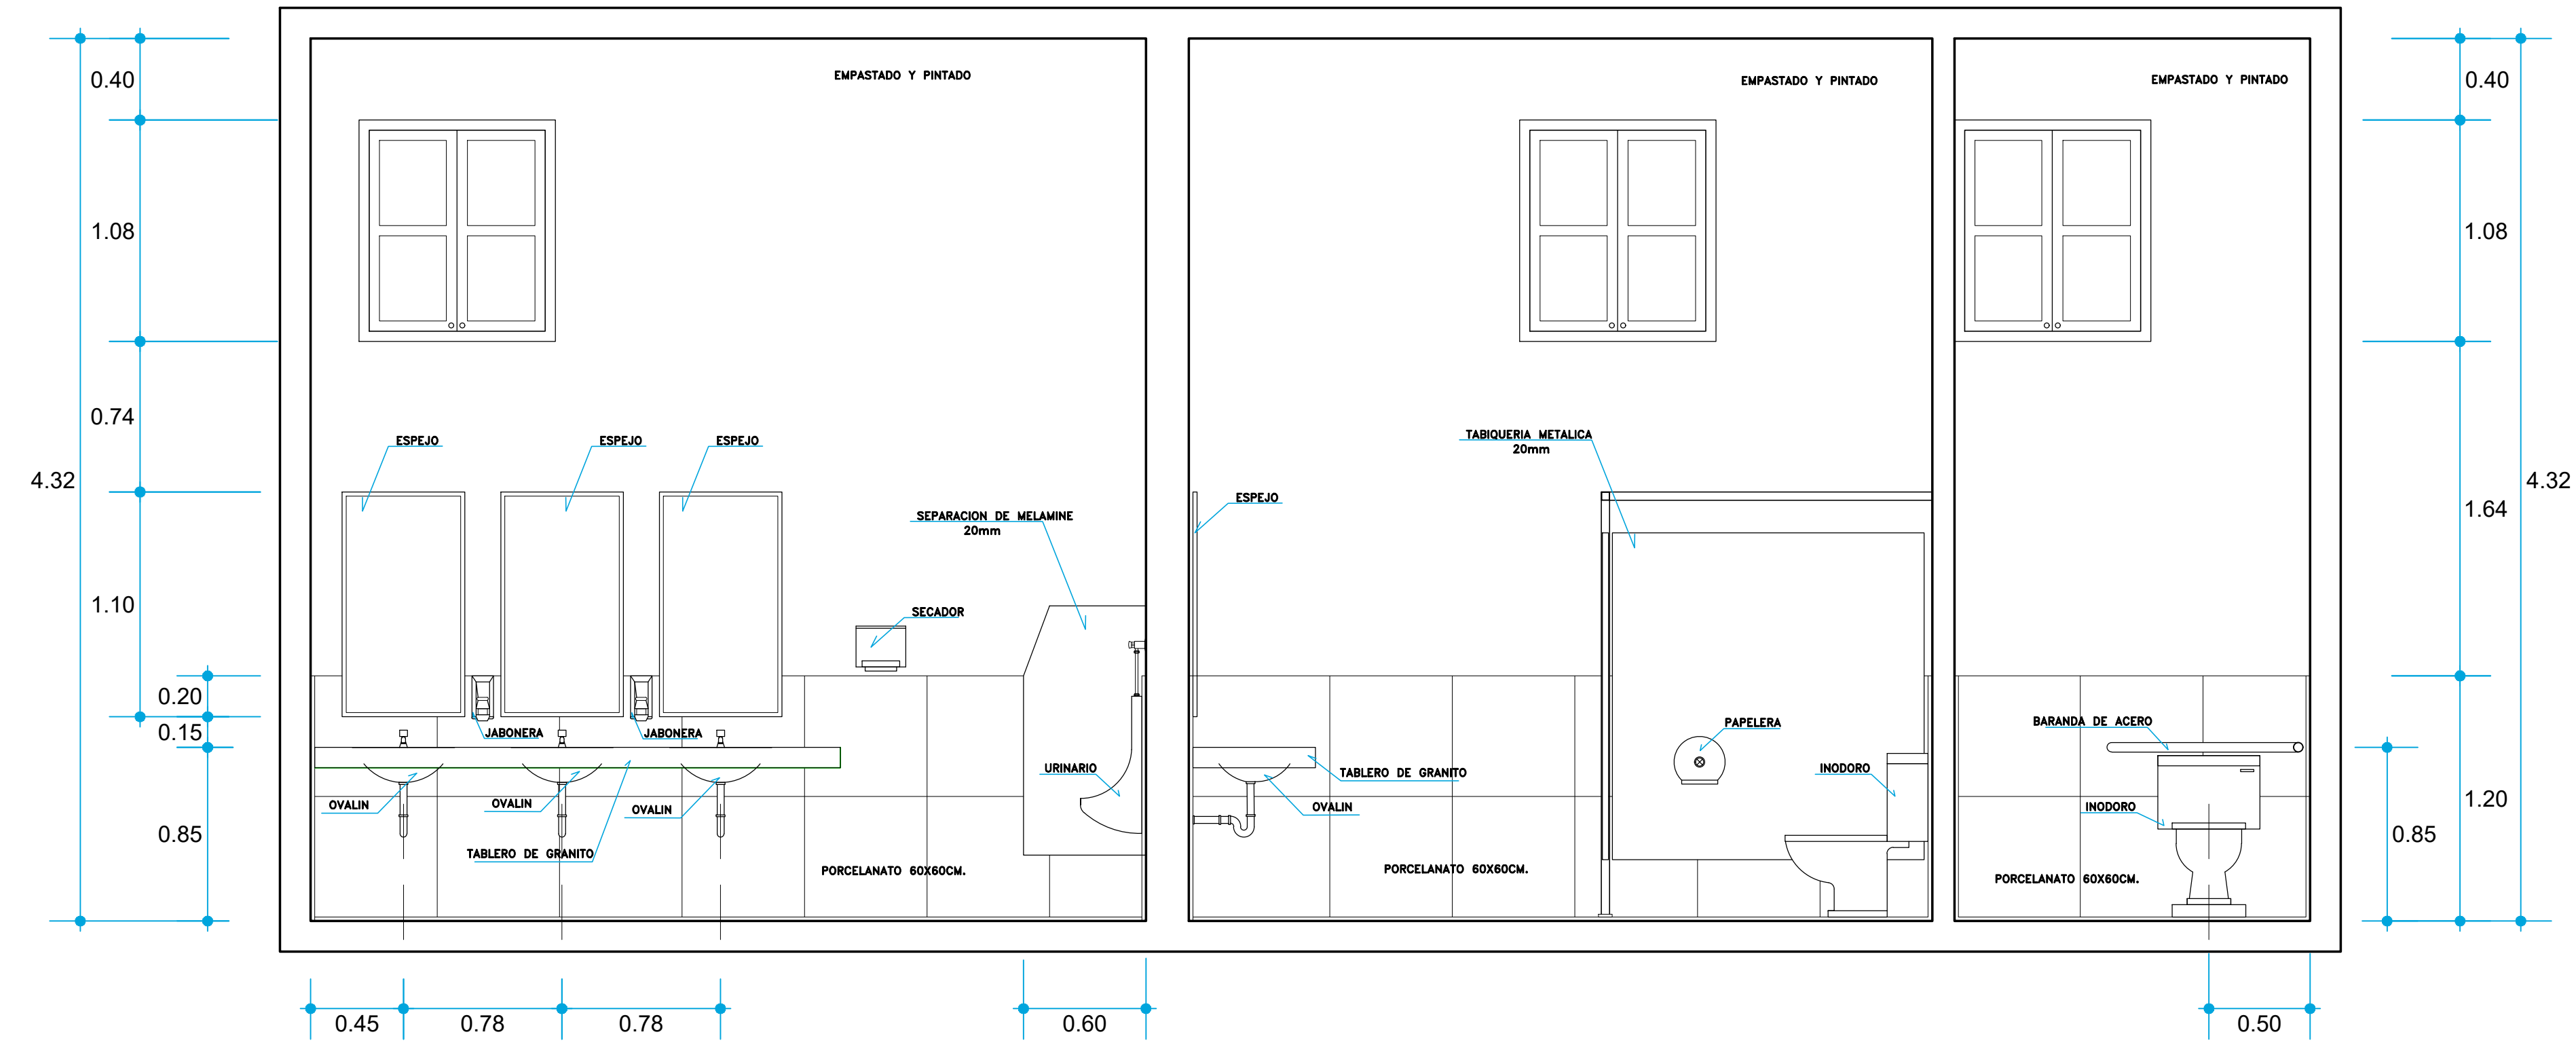 EMPASTADO Y PINTADO
EMPASTADO Y PINTADO
EMPASTADO Y PINTADO
0.40
1.08
0.74
4.32
1.10
0.20
0.15
0.85
ESPEJO
ESPEJO
ESPEJO
SEPARACION DE MELAMINE
20mm
SECADOR
JABONERA
JABONERA
URINARIO
OVALIN
OVALIN
OVALIN
TABLERO DE GRANITO
PORCELANATO 60X60CM.
TABIQUERIA METALICA
20mm
ESPEJO
PAPELERA
TABLERO DE GRANITO
INODORO
OVALIN
PORCELANATO 60X60CM.
BARANDA DE ACERO
INODORO
PORCELANATO 60X60CM.
0.40
1.08
4.32
1.64
1.20
0.85
0.45
0.78
0.78
0.60
0.50